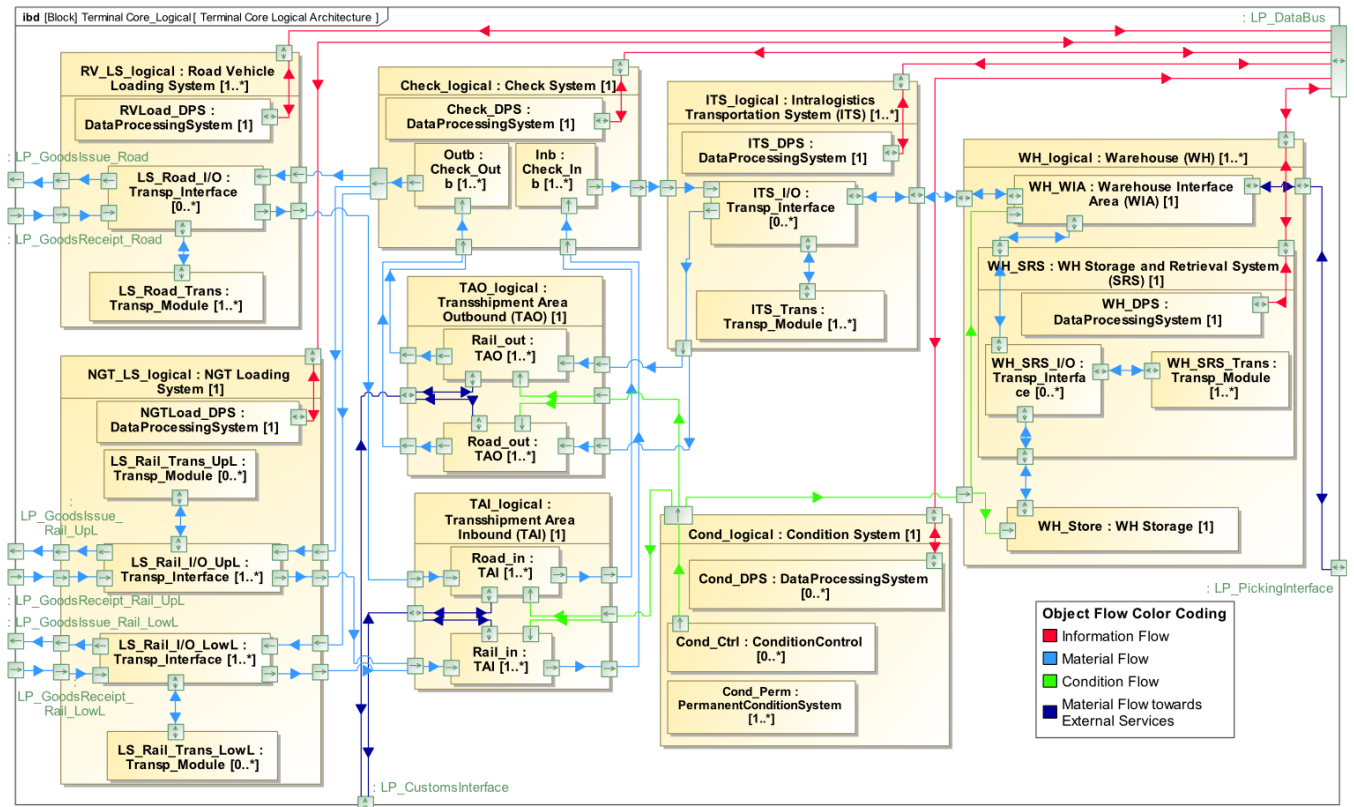 ibd [Block] Terminal Core_Logical [ Terminal Core Logical Architecture ]
: LP_DataBus
RV_LS_logical : Road Vehicle
Loading System [1..*]
RVLoad_DPS :
DataProcessingSystem [1]
: LP_GoodsIssue_Road
LS_Road_I/O :
Transp_Interface
[0..*]
: LP_GoodsReceipt_Road
LS_Road_Trans :
Transp_Module [1..*]
Check_logical : Check System [1]
Check_DPS :
DataProcessingSystem [1]
Outb :
Check_Out
b [1..*]
Inb :
Check_In
b [1..*]
ITS_logical : Intralogistics
Transportation System (ITS) [1..*]
ITS_DPS :
DataProcessingSystem [1]
ITS_I/O :
Transp_Interface
[0..*]
ITS_Trans :
Transp_Module [1..*]
WH_logical : Warehouse (WH) [1..*]
WH_WIA : Warehouse Interface
Area (WIA) [1]
WH_SRS : WH Storage and Retrieval System
(SRS) [1]
WH_DPS :
DataProcessingSystem [1]
WH_SRS_I/O :
Transp_Interfa
ce [0..*]
WH_SRS_Trans :
Transp_Module
[1..*]
WH_Store : WH Storage [1]
TAO_logical :
Transshipment Area
Outbound (TAO) [1]
Rail_out :
TAO [1..*]
Road_out :
TAO [1..*]
NGT_LS_logical : NGT Loading
System [1]
NGTLoad_DPS :
DataProcessingSystem [1]
LS_Rail_Trans_UpL :
Transp_Module [0..*]
:
LP_GoodsIssue_
Rail_UpL
LS_Rail_I/O_UpL :
Transp_Interface [1..*]
: LP_GoodsReceipt_Rail_UpL
: LP_GoodsIssue_Rail_LowL
LS_Rail_I/O_LowL :
Transp_Interface [1..*]
:
LP_GoodsReceipt_
Rail_LowL
LS_Rail_Trans_LowL :
Transp_Module [0..*]
TAI_logical :
Transshipment Area
Inbound (TAI) [1]
Road_in :
TAI [1..*]
Rail_in :
TAI [1..*]
Cond_logical : Condition System [1]
Cond_DPS : DataProcessingSystem
[0..*]
Cond_Ctrl : ConditionControl
[0..*]
Cond_Perm :
PermanentConditionSystem
[1..*]
: LP_PickingInterface
: LP_CustomsInterface
Object Flow Color Coding
Information Flow
Material Flow
Condition Flow
Material Flow towards
External Services